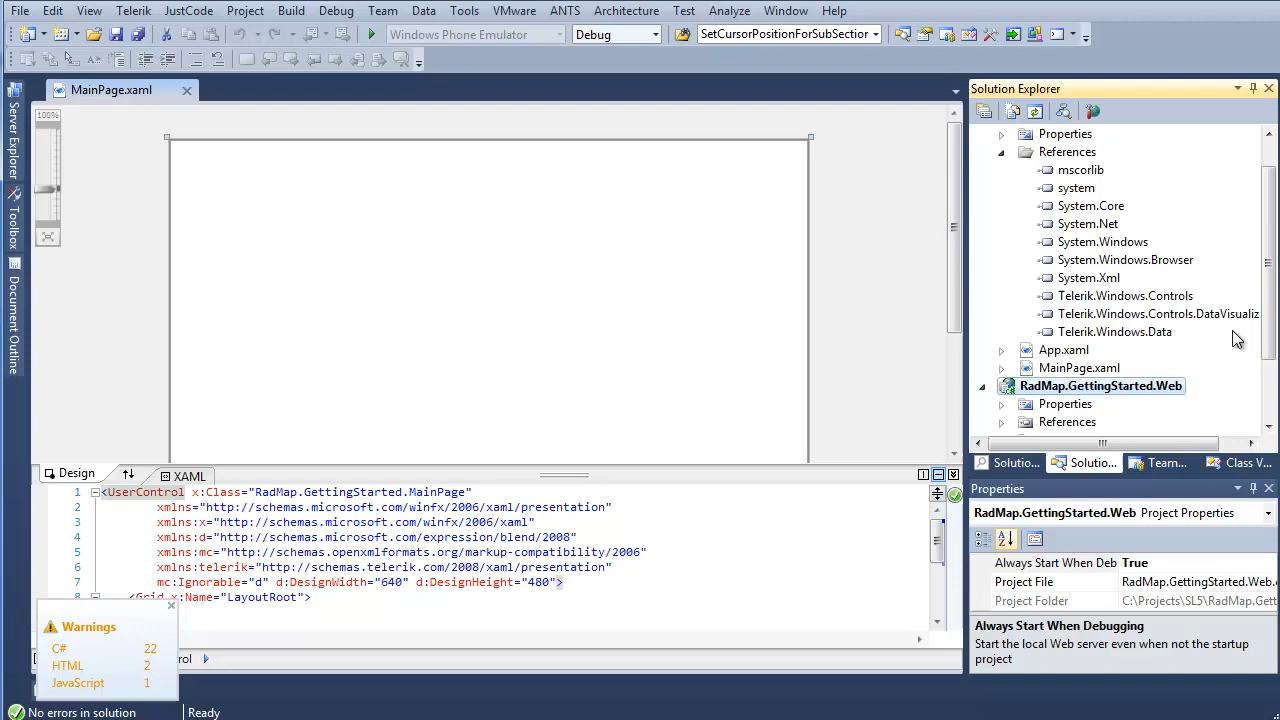 File Edit View Telerik JustCode Project Build Debug Team Data Tools VMware ANTS Architecture Test Analyze Window Help
Windows Phone Emulator Debug SetCursorPositionForSubSection
MainPage.xaml
Server Explorer
Toolbox
Document Outline
100%
Design XAML
1 <UserControl x:Class="RadMap.GettingStarted.MainPage"
2 xmlns="http://schemas.microsoft.com/winfx/2006/xaml/presentation"
3 xmlns:x="http://schemas.microsoft.com/winfx/2006/xaml"
4 xmlns:d="http://schemas.microsoft.com/expression/blend/2008"
5 xmlns:mc="http://schemas.openxmlformats.org/markup-compatibility/2006"
6 xmlns:telerik="http://schemas.telerik.com/2008/xaml/presentation"
7 mc:Ignorable="d" d:DesignWidth="640" d:DesignHeight="480">
8 <Grid x:Name="LayoutRoot">
Warnings
C# 22
HTML 2
JavaScript 1
No errors in solution Ready
Solution Explorer
Properties
References
mscorlib
system
System.Core
System.Net
System.Windows
System.Windows.Browser
System.Xml
Telerik.Windows.Controls
Telerik.Windows.Controls.DataVisualiz
Telerik.Windows.Data
App.xaml
MainPage.xaml
RadMap.GettingStarted.Web
Properties
References
Solutio... Solutio... Team... Class V...
Properties
RadMap.GettingStarted.Web Project Properties
Always Start When Deb True
Project File RadMap.GettingStarted.Web.
Project Folder C:\Projects\SL5\RadMap.Get
Always Start When Debugging
Start the local Web server even when not the startup
project